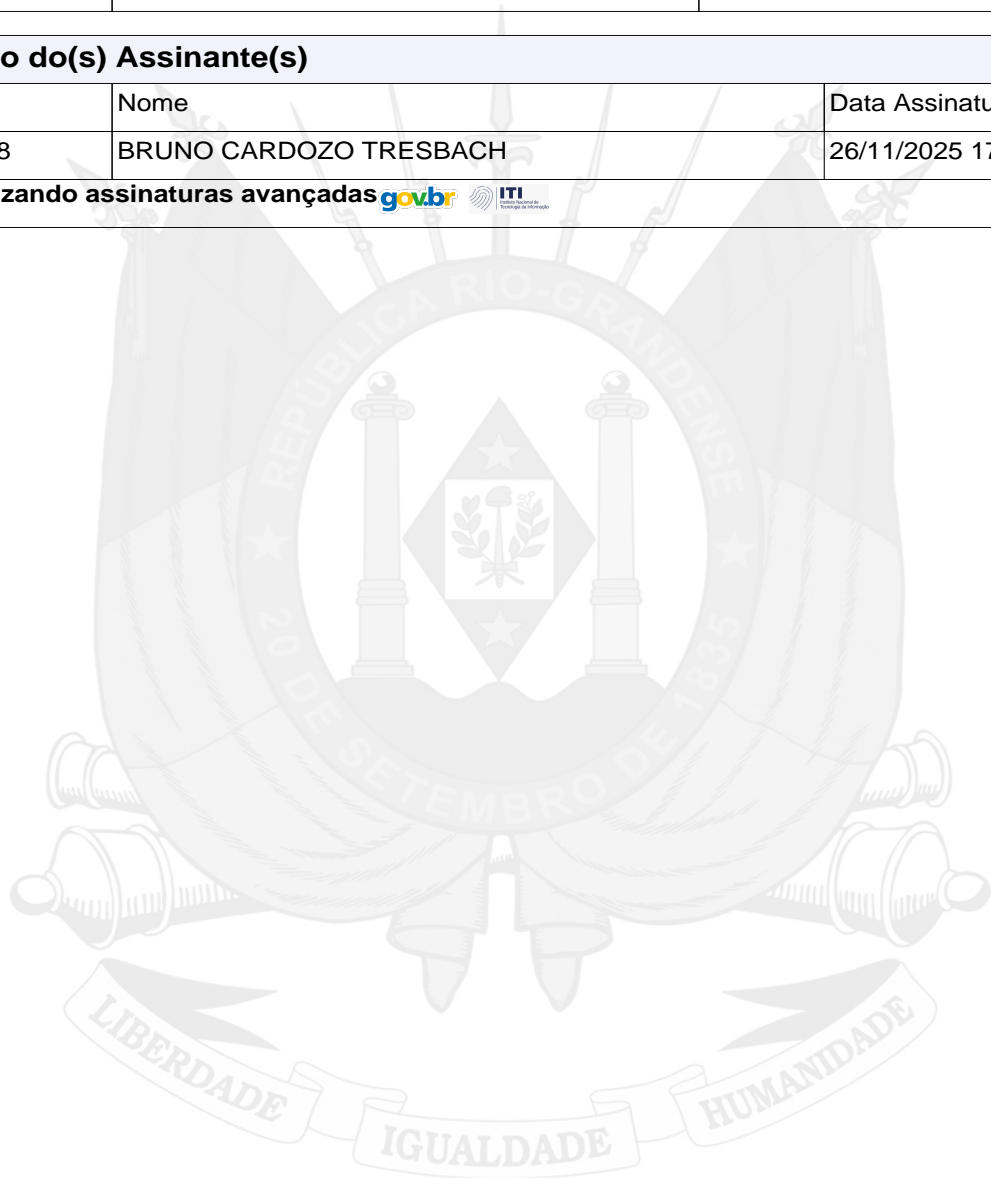 o do(s) Assinante(s)
Nome Data Assinatu
8 BRUNO CARDOZO TRESBACH 26/11/2025 17
zando assinaturas avançadas gov.br ITI
REPÚBLICA RIO-GRANDENSE
20 DE SETEMBRO DE 1835
LIBERDADE IGUALDADE HUMANIDADE